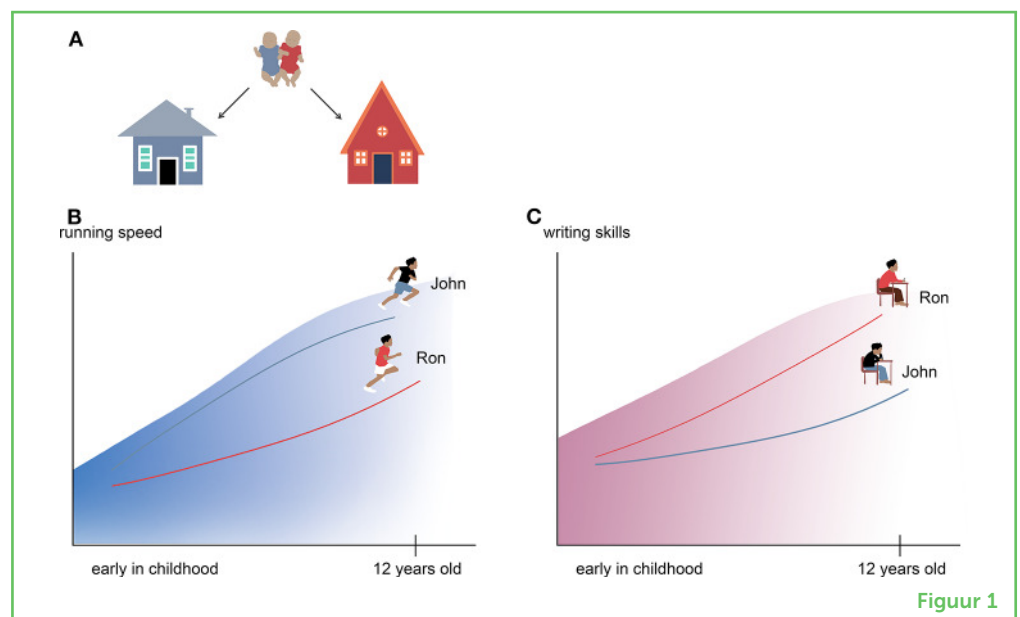 A
B
running speed
John
Ron
early in childhood
12 years old
C
writing skills
Ron
John
early in childhood
12 years old
Figuur 1